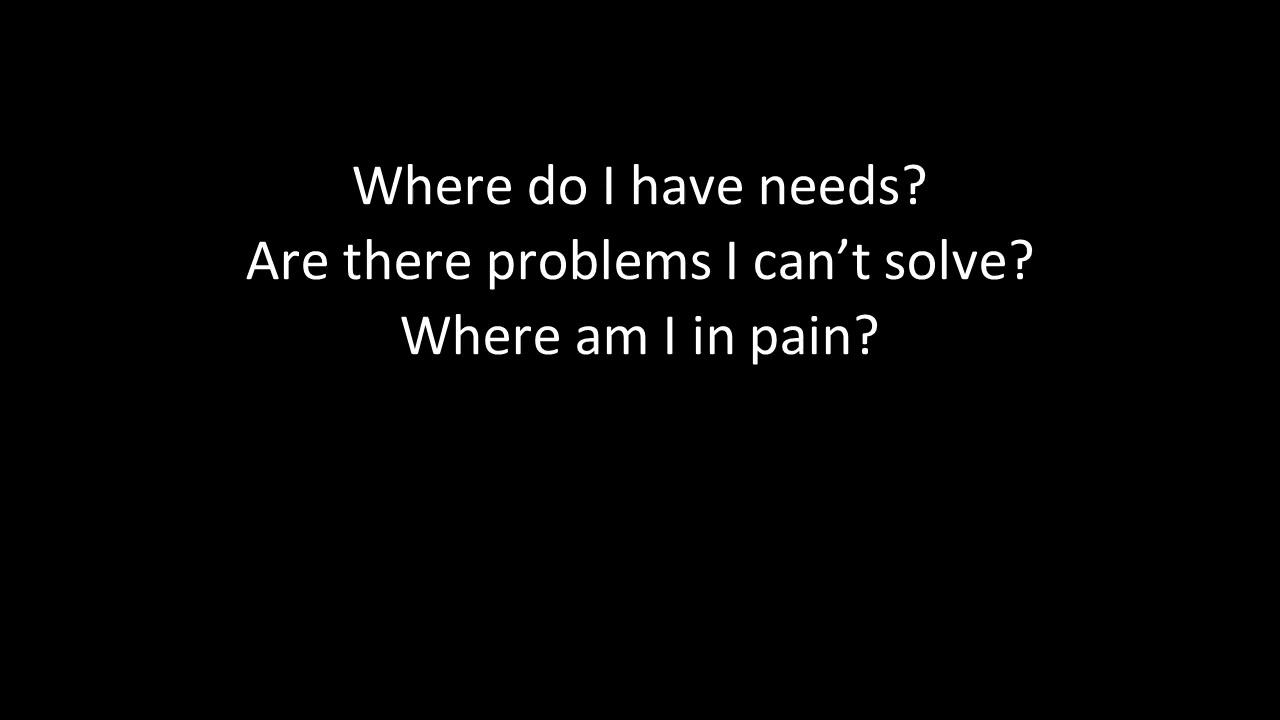 Where do I have needs?
Are there problems I can’t solve?
Where am I in pain?